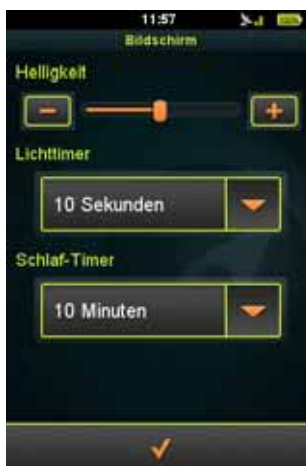 11:57
Bildschirm
Helligkeit
Lichttimer
10 Sekunden
Schlaf-Timer
10 Minuten